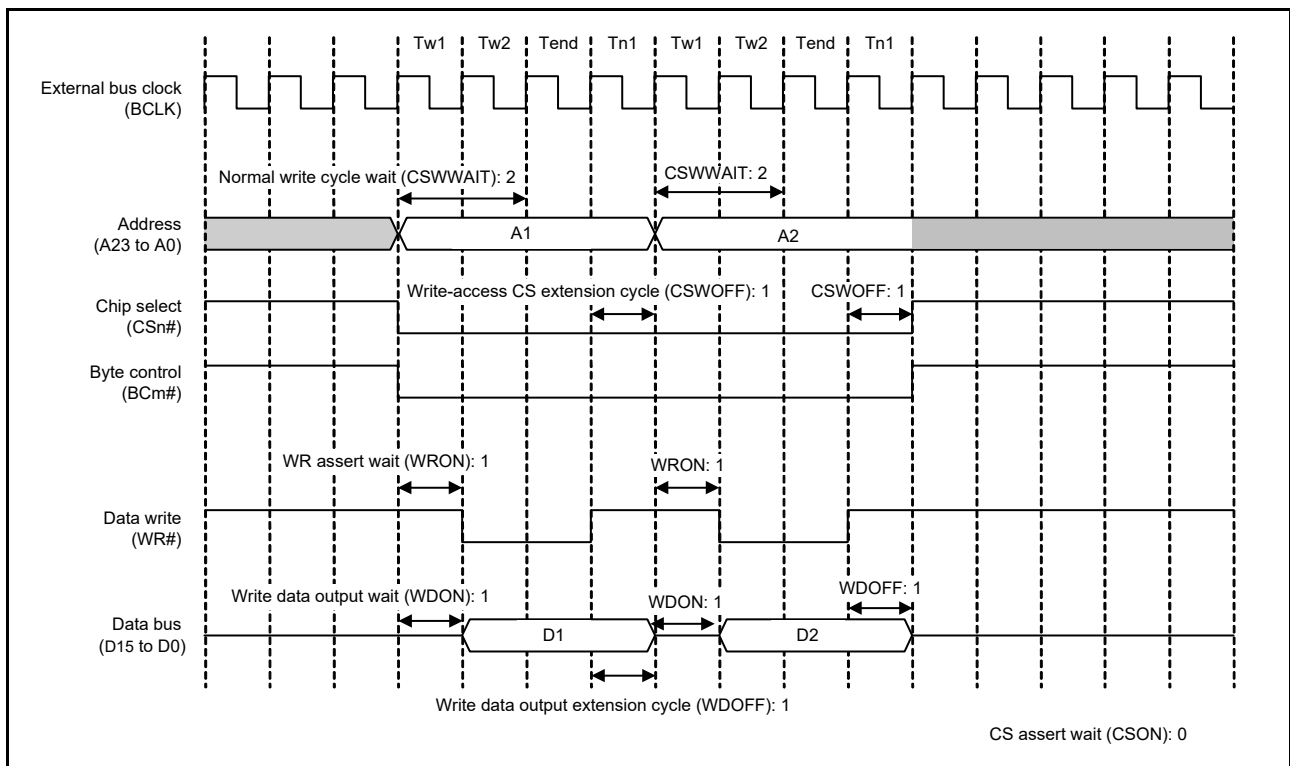 Tw1 Tw2 Tend Tn1 Tw1 Tw2 Tend Tn1
External bus clock
(BCLK)
Normal write cycle wait (CSWWAIT): 2
CSWWAIT: 2
Address
(A23 to A0)
A1
A2
Write-access CS extension cycle (CSWOFF): 1
CSWOFF: 1
Chip select
(CSn#)
Byte control
(BCm#)
WR assert wait (WRON): 1
WRON: 1
Data write
(WR#)
Write data output wait (WDON): 1
WDON: 1
WDOFF: 1
Data bus
(D15 to D0)
D1
D2
Write data output extension cycle (WDOFF): 1
CS assert wait (CSON): 0